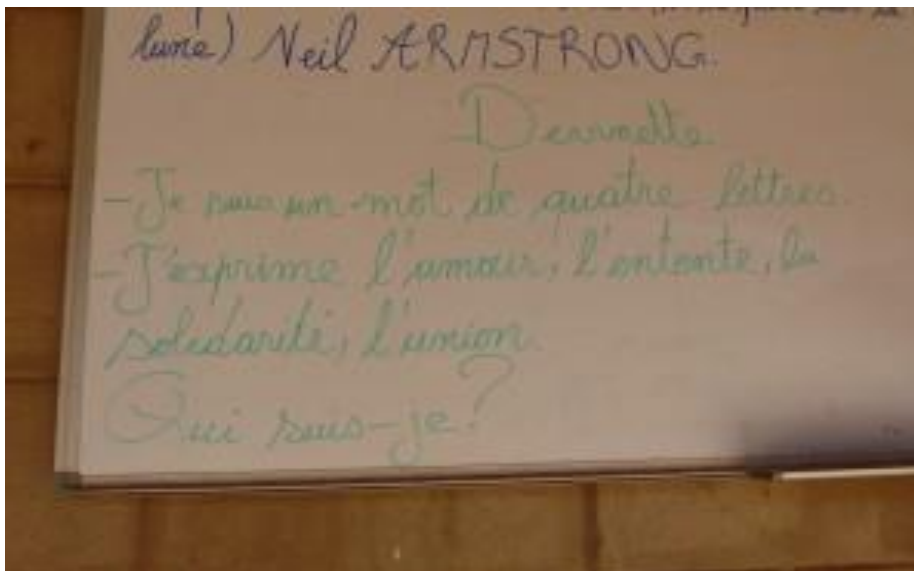 lune) Neil ARMSTRONG.
Devinette
-Je suis un mot de quatre lettres.
-J'exprime l'amour, l'entente, la
solidarité, l'union.
Qui suis-je?